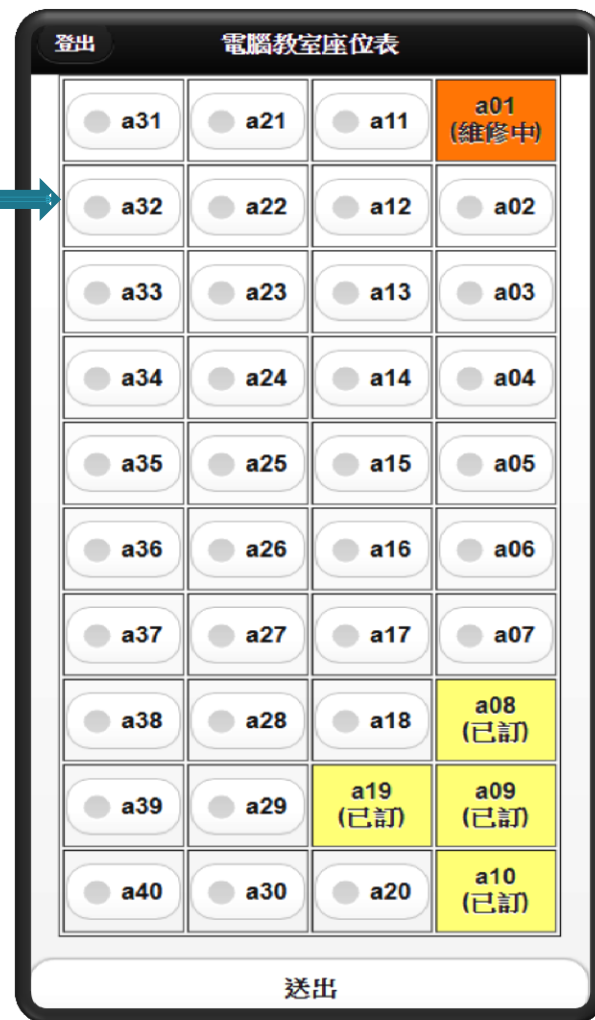 登出
電腦教室座位表
a31 a21 a11 a01
(維修中)
a32 a22 a12 a02
a33 a23 a13 a03
a34 a24 a14 a04
a35 a25 a15 a05
a36 a26 a16 a06
a37 a27 a17 a07
a38 a28 a18 a08
(已訂)
a39 a29 a19 a09
(已訂) (已訂)
a40 a30 a20 a10
(已訂)
送出